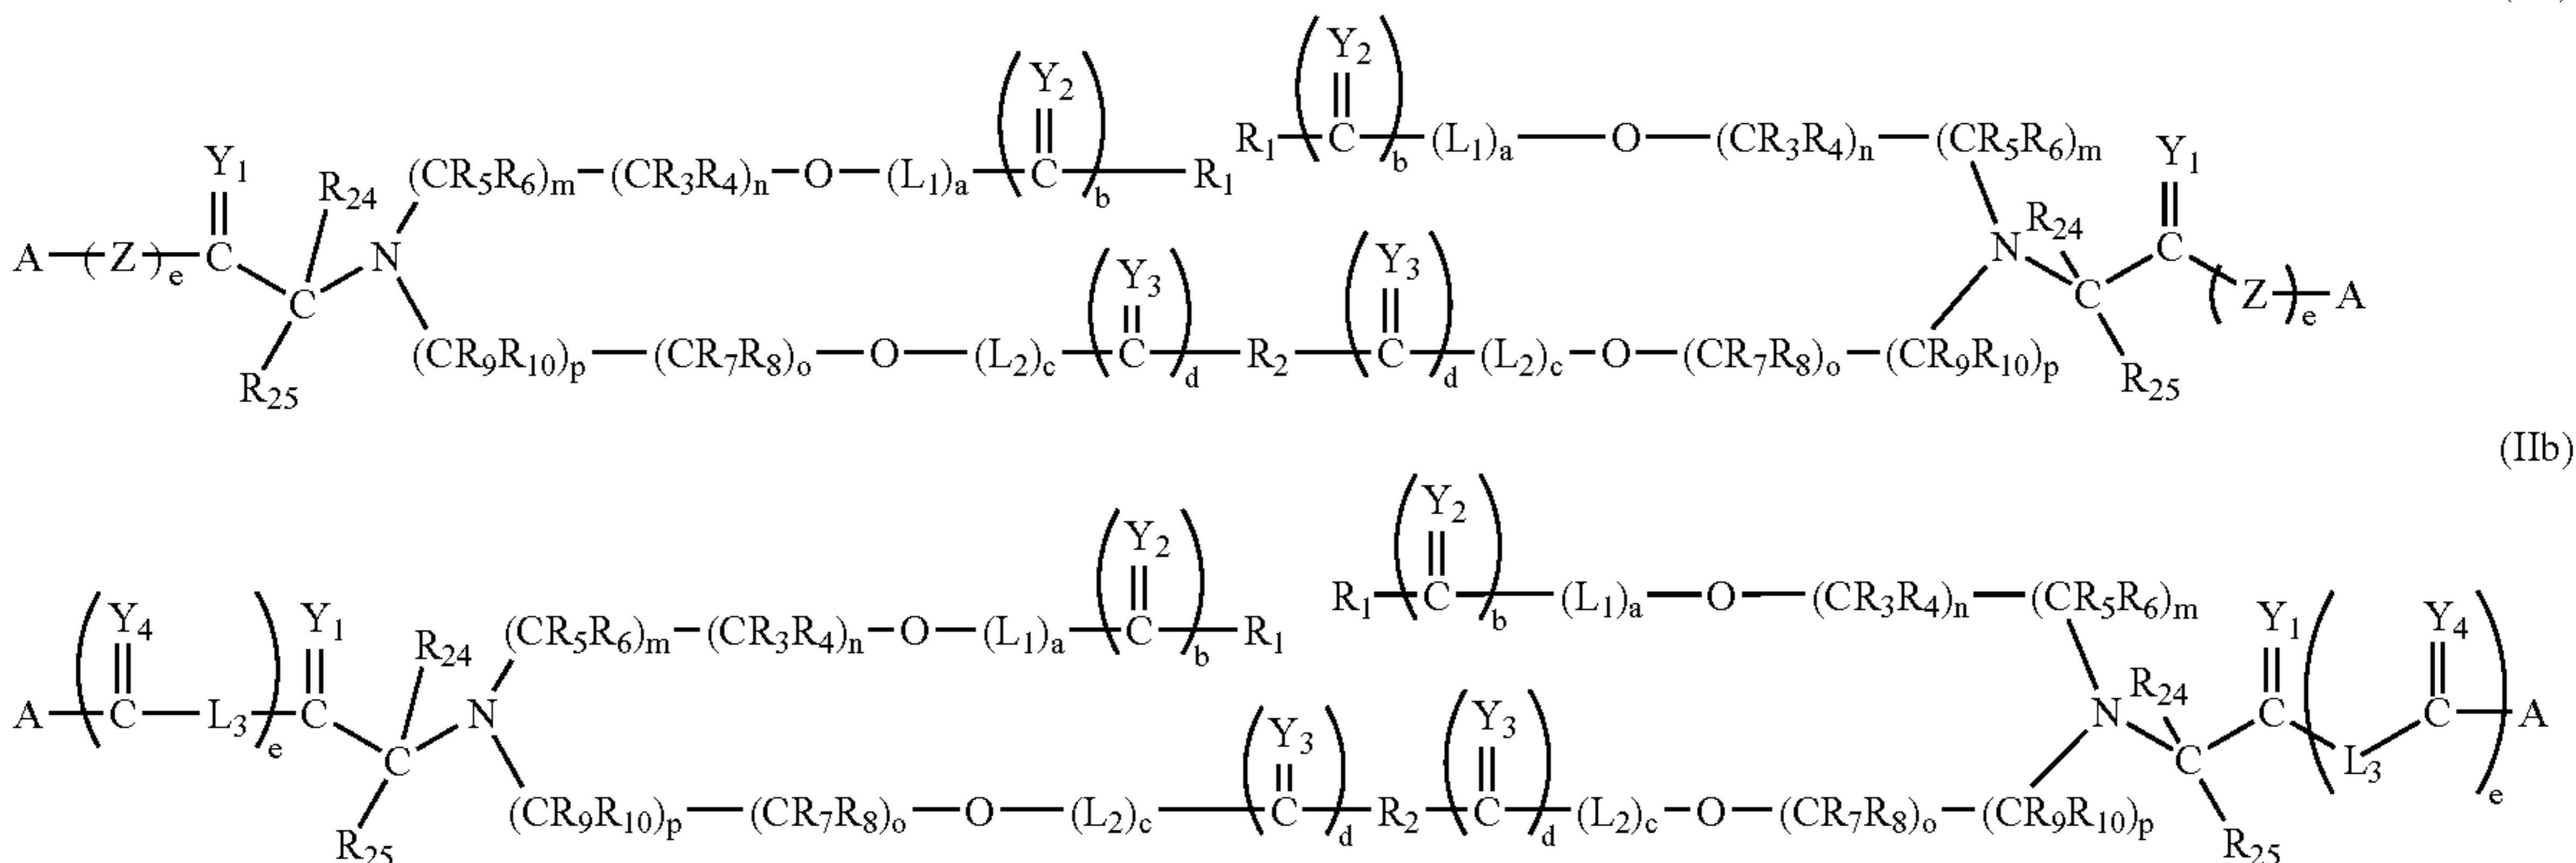 Y₂
Y₂
R₁ C b (L₁)ₐ O (CR₃R₄)ₙ (CR₅R₆)ₘ
Y₁ R₂₄ (CR₅R₆)ₘ (CR₃R₄)ₙ O (L₁)ₐ C b R₁ Y₁
A ( Z )ₑ C N Y₃ Y₃ N R₂₄ C
C C ( Z )ₑ A
R₂₅ (CR₉R₁₀)ₚ (CR₇R₈)ₒ O (L₂)c C d R₂ C d (L₂)c O (CR₇R₈)ₒ (CR₉R₁₀)ₚ R₂₅
(IIb)
Y₂
Y₂
R₁ C b (L₁)ₐ O (CR₃R₄)ₙ (CR₅R₆)ₘ
Y₄ Y₁ R₂₄ (CR₅R₆)ₘ (CR₃R₄)ₙ O (L₁)ₐ C b R₁ Y₁ Y₄
A C L₃ e C N Y₃ Y₃ N R₂₄ C C A
C C L₃ e
R₂₅ (CR₉R₁₀)ₚ (CR₇R₈)ₒ O (L₂)c C d R₂ C d (L₂)c O (CR₇R₈)ₒ (CR₉R₁₀)ₚ R₂₅